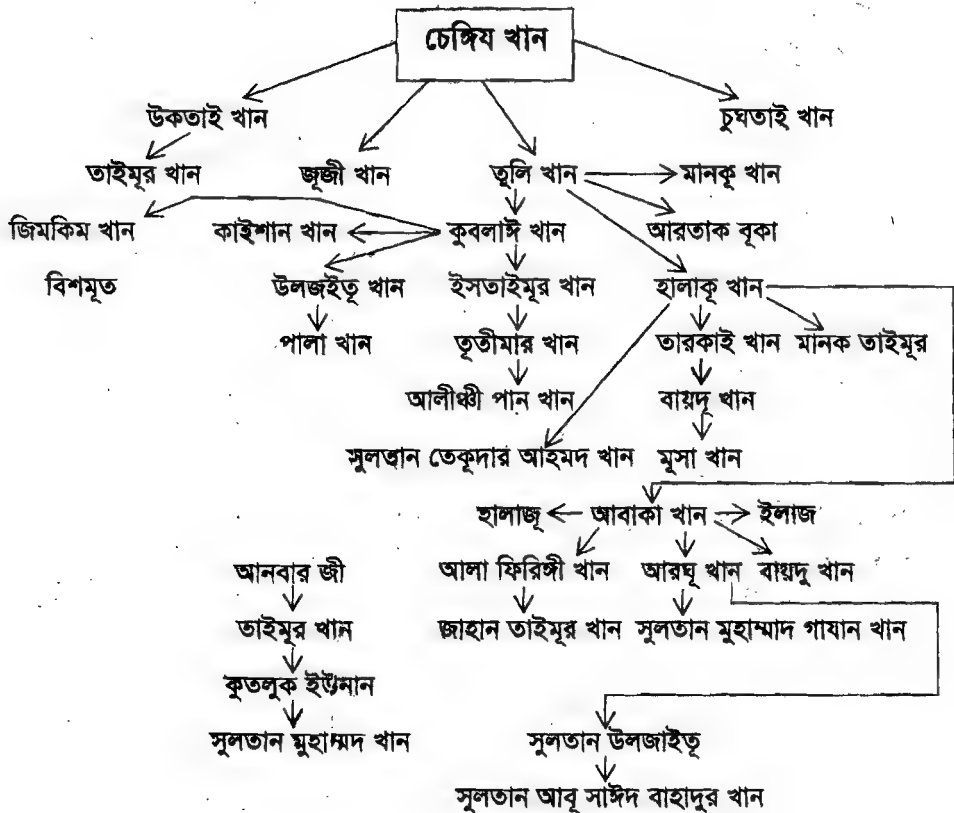 চেঙ্গিয খান
উকতাই খান চুঘতাই খান
তাইমূর খান জূজী খান তুলি খান মানকূ খান
জিমকিম খান কাইশান খান কুবলাঈ খান আরতাক বূকা
বিশমূত উলজইতূ খান ইসতাইমূর খান হালাকূ খান
পালা খান তৃতীমার খান তারকাই খান মানক তাইমূর
আলীঞ্চী পান খান বায়দূ খান
সুলতান তেকূদার আহমদ খান মূসা খান
হালাজূ আবাকা খান ইলাজ
আনবার জী আলা ফিরিঙ্গী খান আরঘূ খান বায়দু খান
তাইমূর খান জাহান তাইমূর খান সুলতান মুহাম্মাদ গাযান খান
কুতলুক ইউনান
সুলতান মুহাম্মদ খান সুলতান উলজাইতূ
সুলতান আবূ সাঈদ বাহাদুর খান